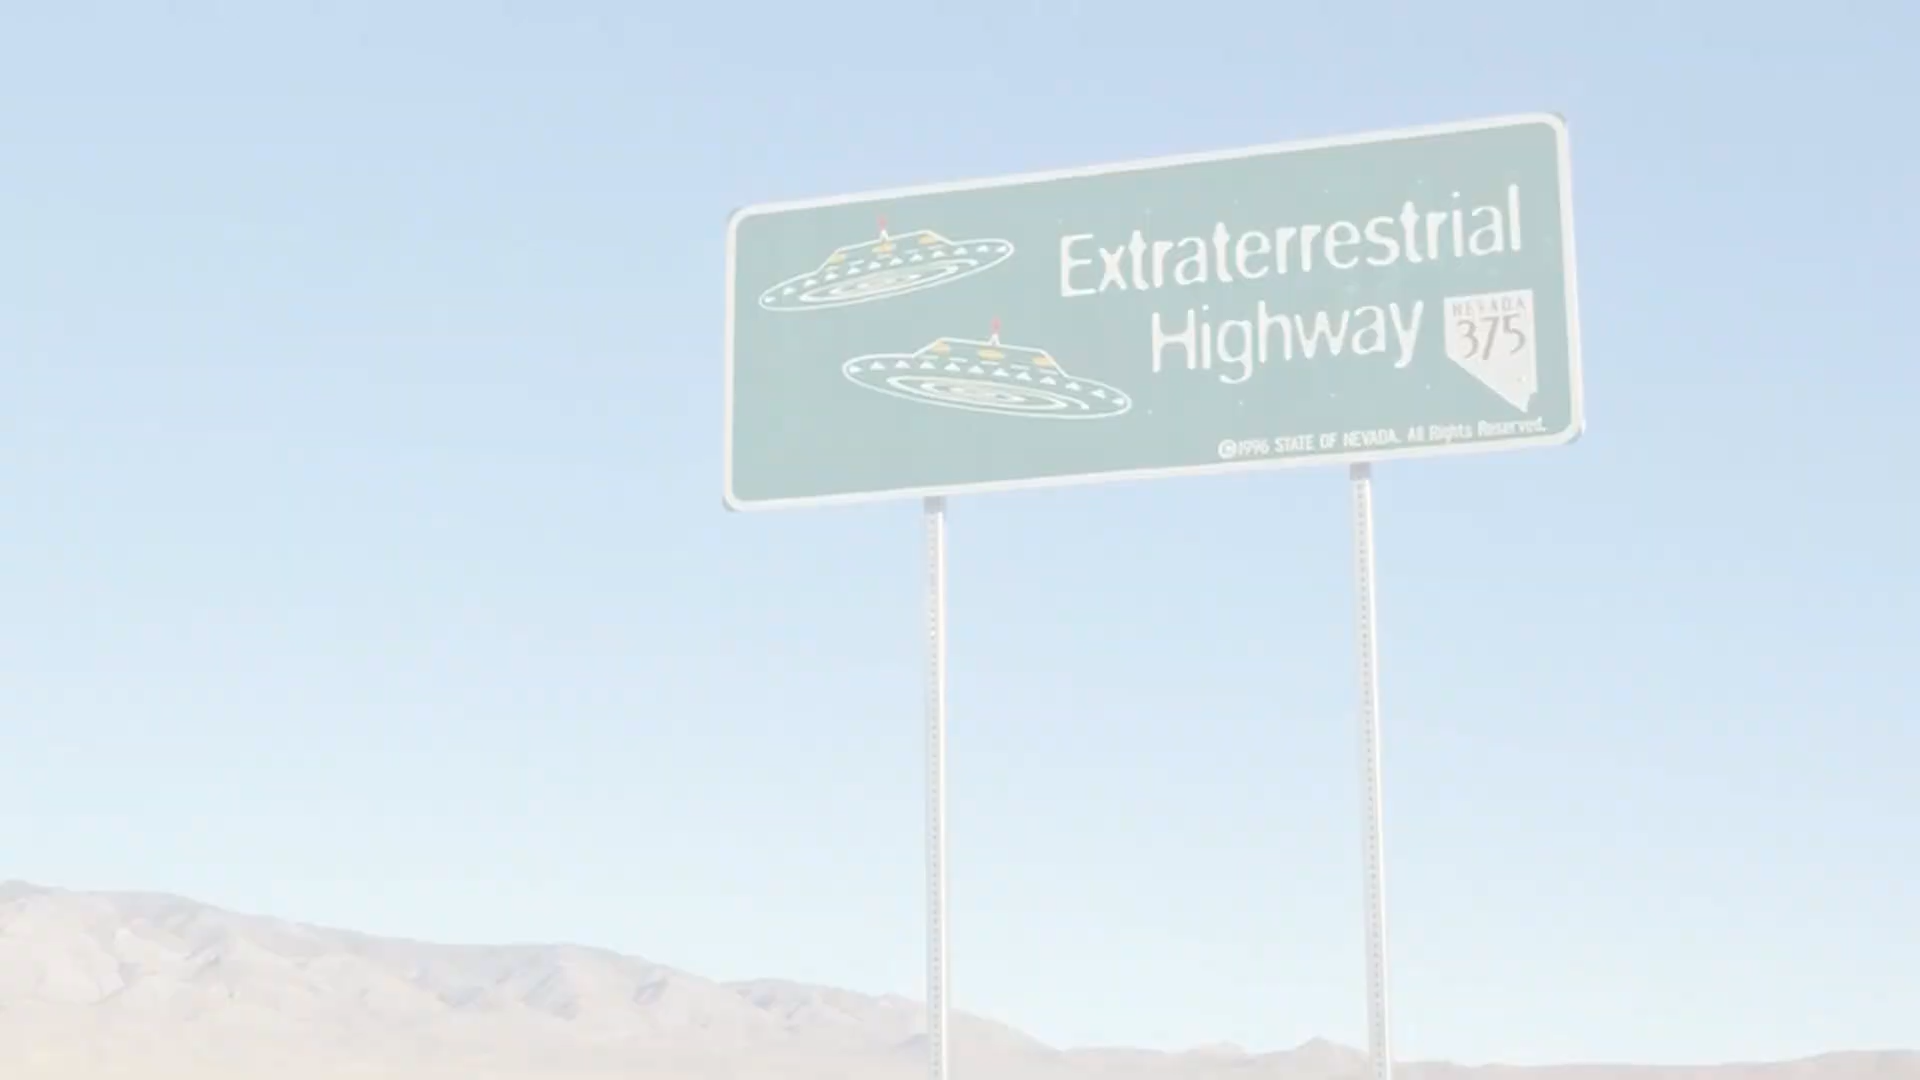 Extraterrestrial
Highway
NEVADA
375
©1996 STATE OF NEVADA. All Rights Reserved.